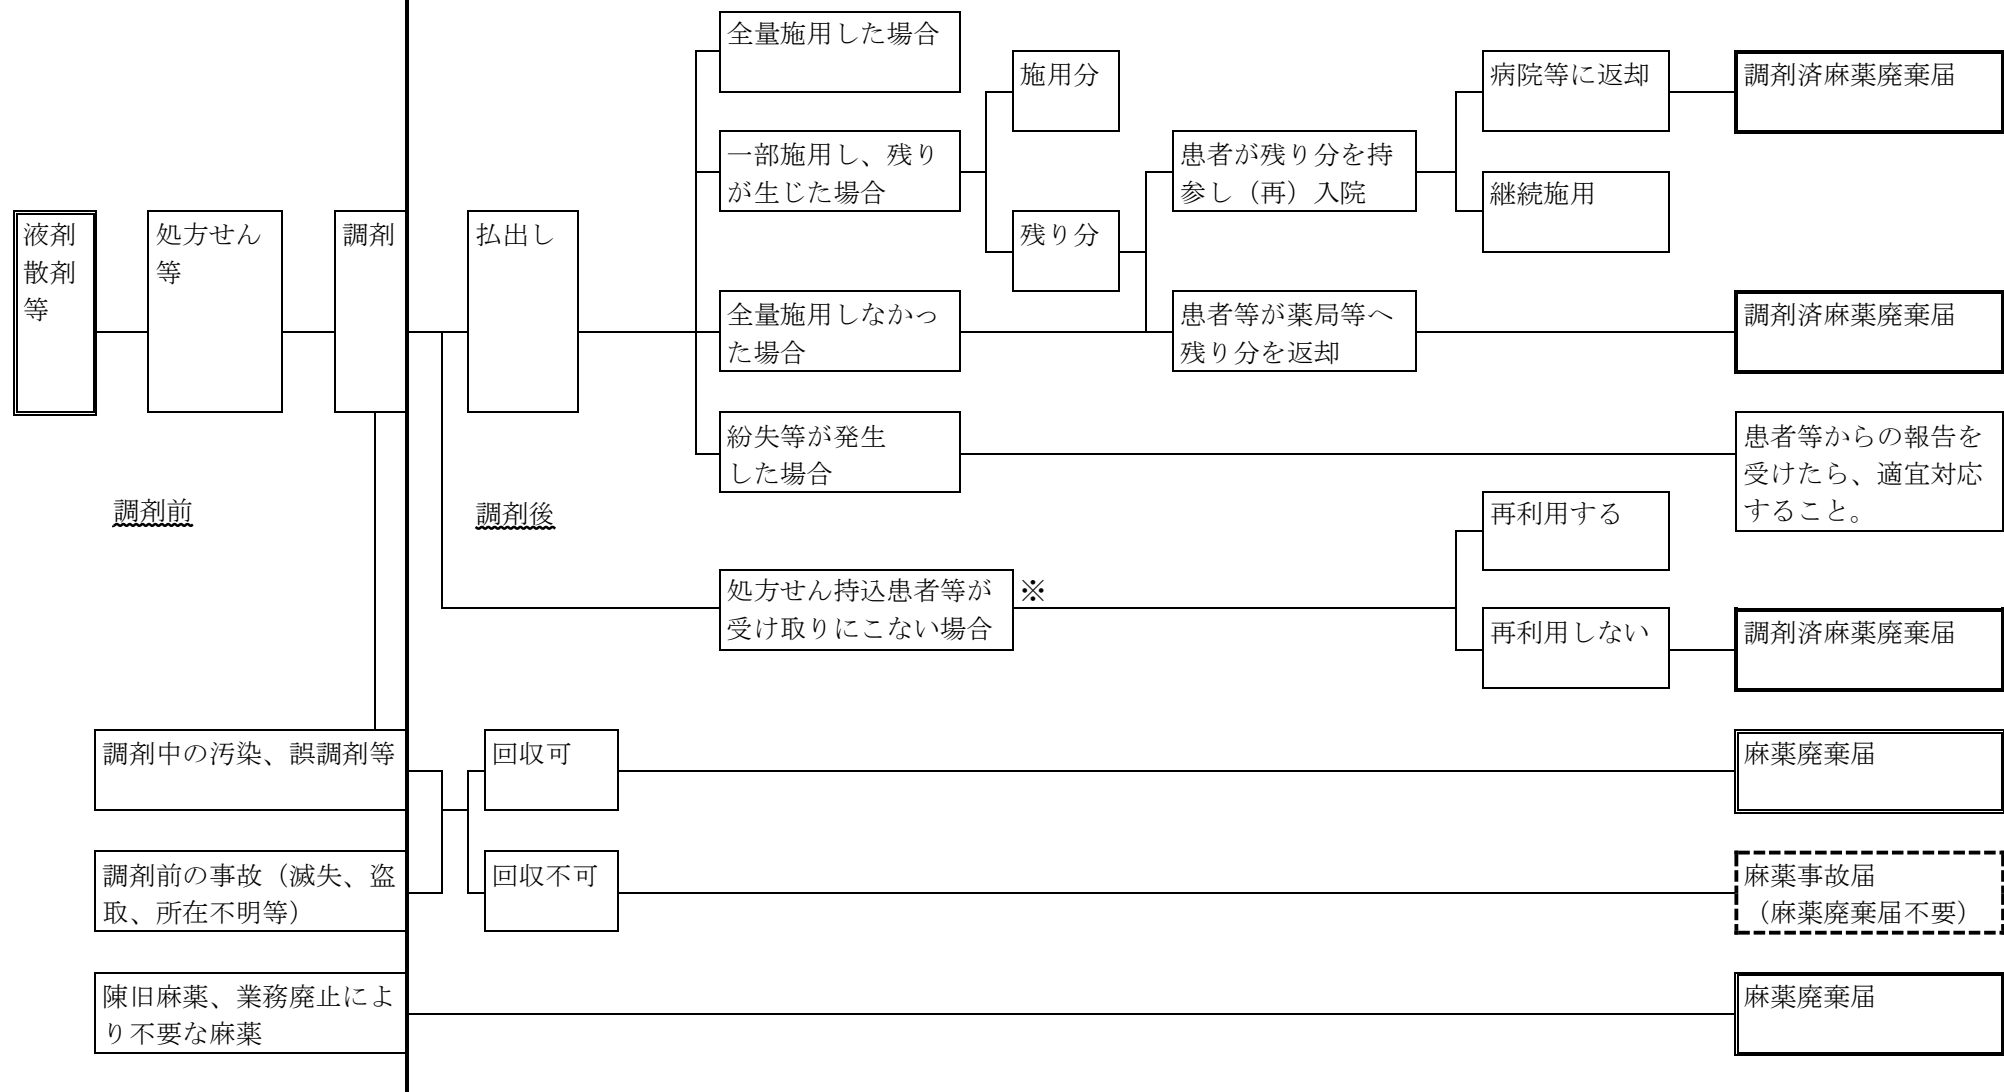 全量施用した場合
施用分
病院等に返却
調剤済麻薬廃棄届
一部施用し、残り
が生じた場合
患者が残り分を持
参し（再）入院
継続施用
液剤
散剤
等
処方せん
等
調剤
払出し
残り分
全量施用しなかっ
た場合
患者等が薬局等へ
残り分を返却
調剤済麻薬廃棄届
紛失等が発生
した場合
患者等からの報告を
受けたら、適宜対応
すること。
調剤前
調剤後
再利用する
処方せん持込患者等が
受け取りにこない場合
※
再利用しない
調剤済麻薬廃棄届
調剤中の汚染、誤調剤等
回収可
麻薬廃棄届
調剤前の事故（滅失、盗
取、所在不明等）
回収不可
麻薬事故届
（麻薬廃棄届不要）
陳旧麻薬、業務廃止によ
り不要な麻薬
麻薬廃棄届